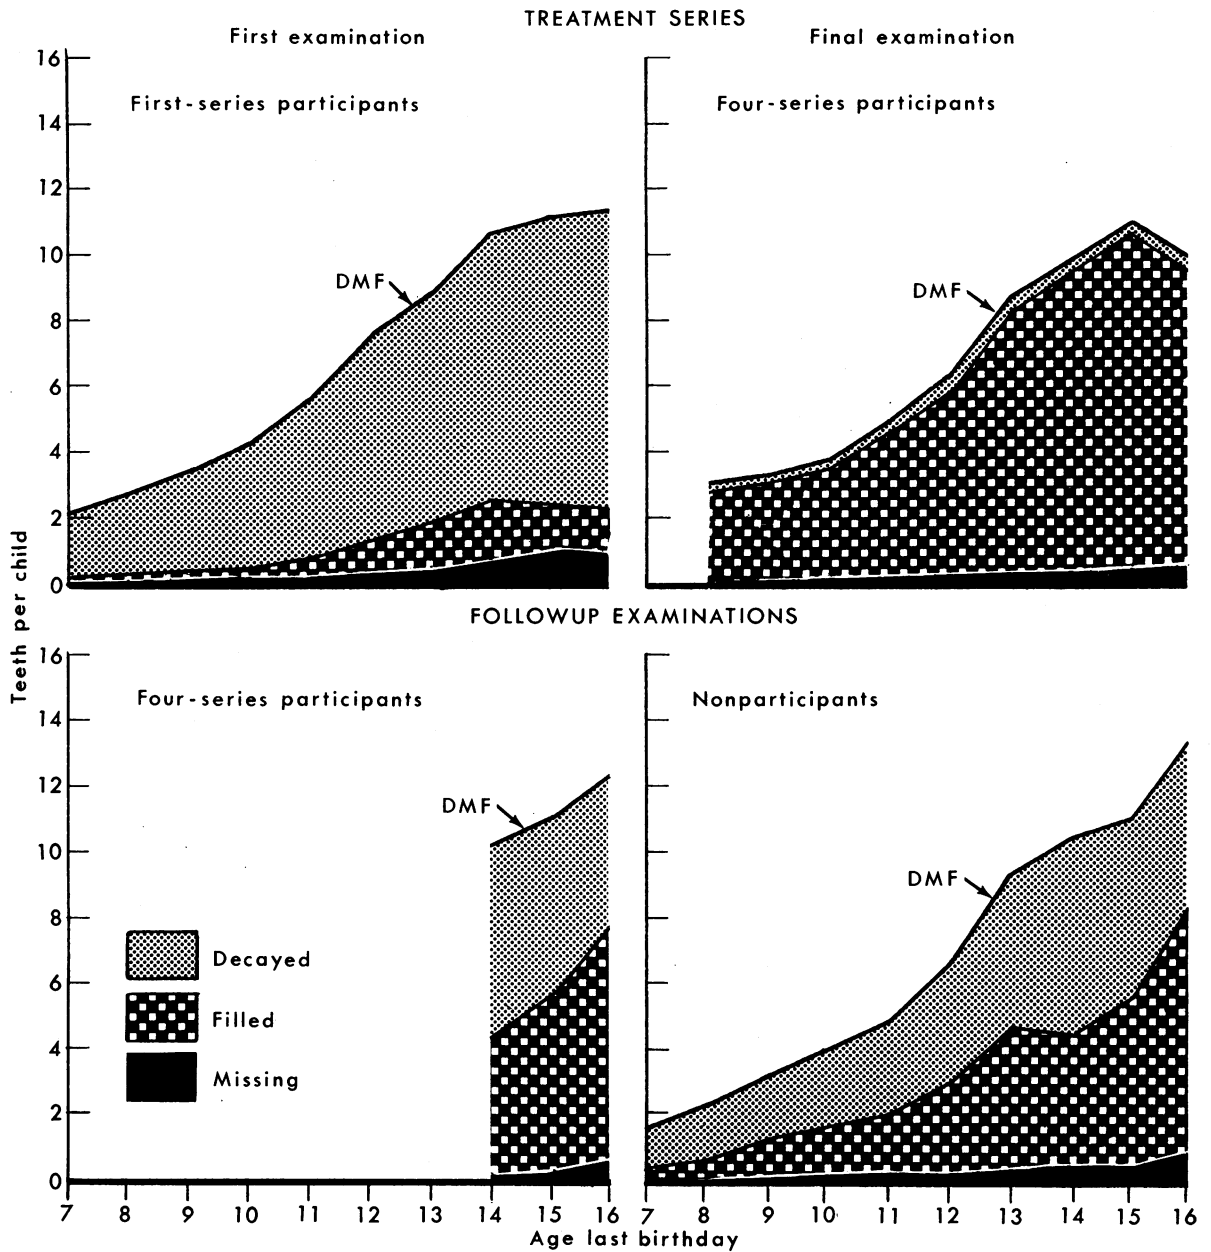 TREATMENT SERIES
First examination
Final examination
First-series participants
Four-series participants
16
14
12
10
8
6
4
2
0
DMF
DMF
Teeth per child
FOLLOWUP EXAMINATIONS
Four-series participants
Nonparticipants
16
14
12
10
8
6
4
2
0
DMF
DMF
Decayed
Filled
Missing
7 8 9 10 11 12 13 14 15 16
7 8 9 10 11 12 13 14 15 16
Age last birthday